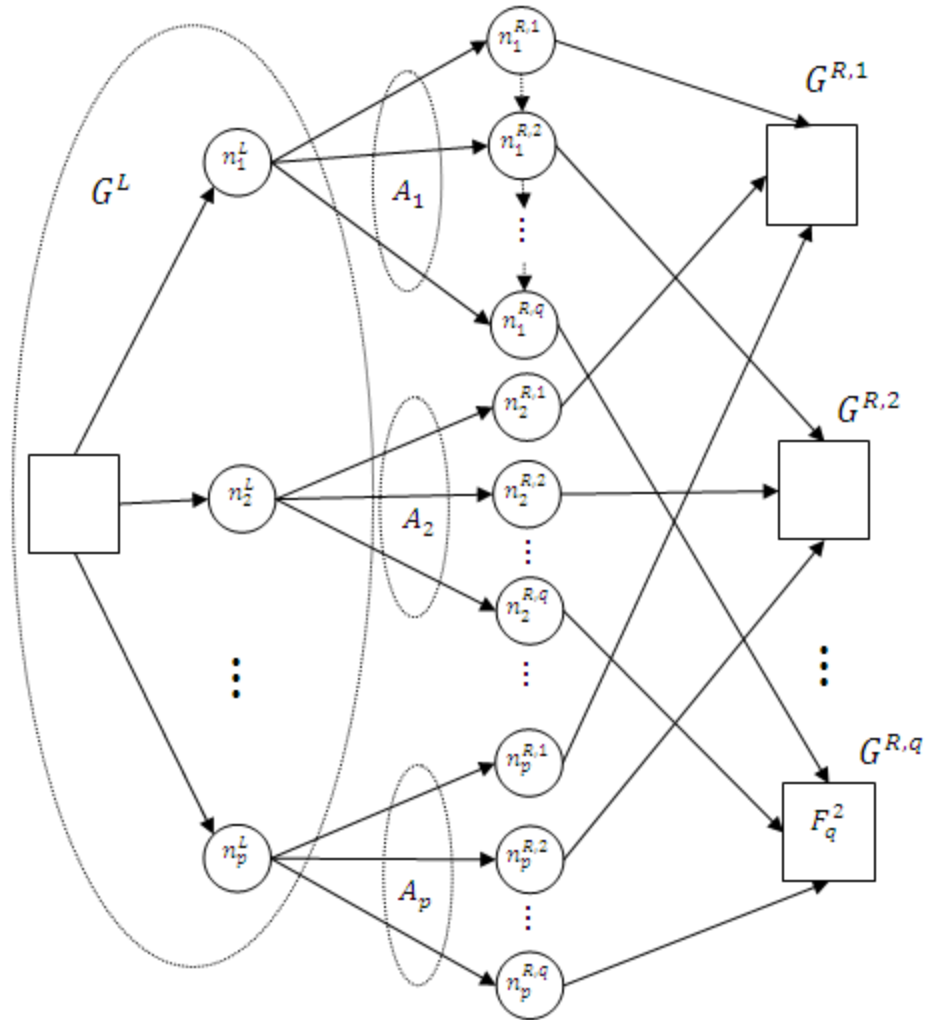 n_1^{R,1}
G^{R,1}
n_1^{R,2}
n_1^L
G^L
A_1
⋮
n_1^{R,q}
n_2^{R,1}
G^{R,2}
n_2^L
n_2^{R,2}
A_2
⋮
n_2^{R,q}
⋮
⋮
⋮
n_p^{R,1}
G^{R,q}
F_q^2
n_p^L
n_p^{R,2}
A_p
⋮
n_p^{R,q}